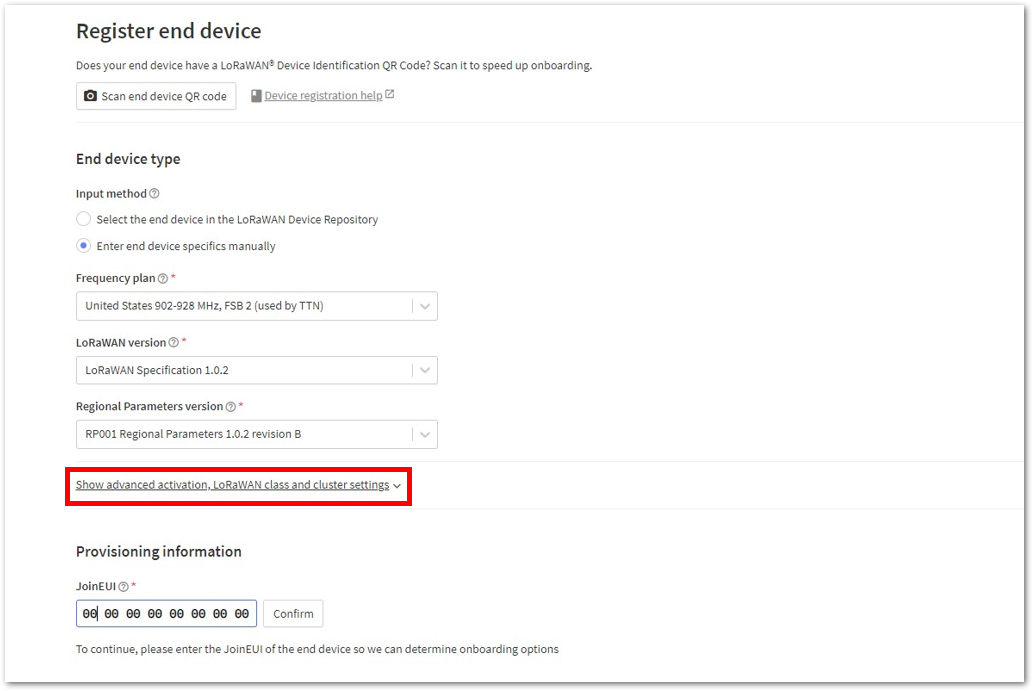 Register end device
Does your end device have a LoRaWAN® Device Identification QR Code? Scan it to speed up onboarding.
Scan end device QR code
Device registration help
End device type
Input method
Select the end device in the LoRaWAN Device Repository
Enter end device specifics manually
Frequency plan *
United States 902-928 MHz, FSB 2 (used by TTN)
LoRaWAN version *
LoRaWAN Specification 1.0.2
Regional Parameters version *
RP001 Regional Parameters 1.0.2 revision B
Show advanced activation, LoRaWAN class and cluster settings
Provisioning information
JoinEUI *
00 00 00 00 00 00 00 00
Confirm
To continue, please enter the JoinEUI of the end device so we can determine onboarding options